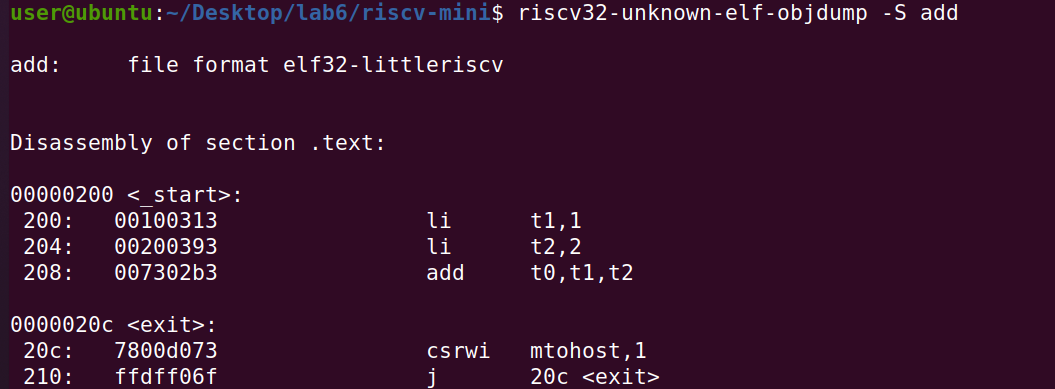 user@ubuntu:~/Desktop/lab6/riscv-mini$ riscv32-unknown-elf-objdump -S add
add:     file format elf32-littleriscv
Disassembly of section .text:
00000200 <_start>:
 200:   00100313                li      t1,1
 204:   00200393                li      t2,2
 208:   007302b3                add     t0,t1,t2
0000020c <exit>:
 20c:   7800d073                csrwi   mtohost,1
 210:   ffdff06f                j       20c <exit>